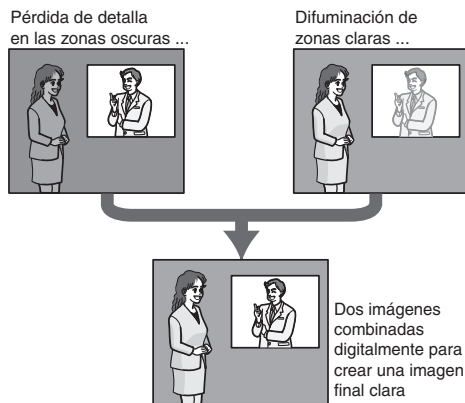 Pérdida de detalla
en las zonas oscuras ...
Difuminación de
zonas claras ...
Dos imágenes
combinadas
digitalmente para
crear una imagen
final clara